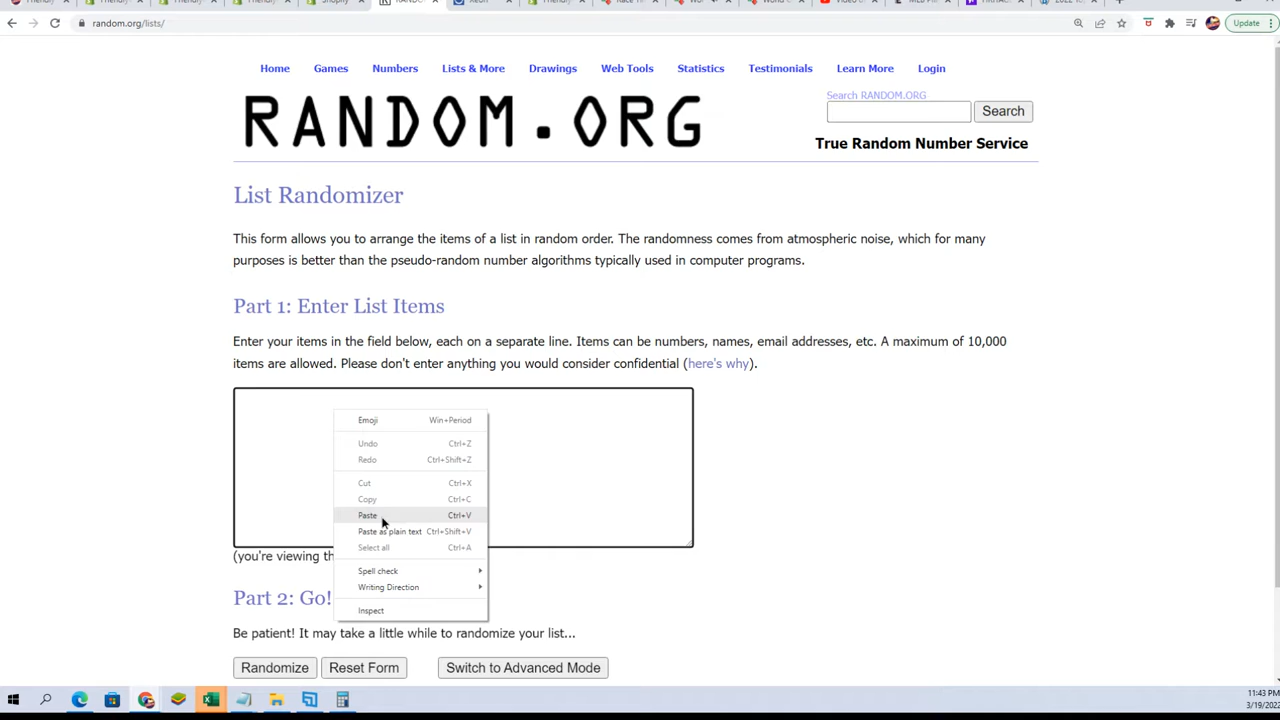 Shopify
random.org/lists/
Update
Home Games Numbers Lists & More Drawings Web Tools Statistics Testimonials Learn More Login
RANDOM.ORG
Search RANDOM.ORG
Search
True Random Number Service
List Randomizer
This form allows you to arrange the items of a list in random order. The randomness comes from atmospheric noise, which for many
purposes is better than the pseudo-random number algorithms typically used in computer programs.
Part 1: Enter List Items
Enter your items in the field below, each on a separate line. Items can be numbers, names, email addresses, etc. A maximum of 10,000
items are allowed. Please don't enter anything you would consider confidential (here's why).
Emoji Win+Period
Undo Ctrl+Z
Redo Ctrl+Shift+Z
Cut Ctrl+X
Copy Ctrl+C
Paste Ctrl+V
Paste as plain text Ctrl+Shift+V
Select all Ctrl+A
Spell check
Writing Direction
Inspect
(you're viewing th
Part 2: Go!
Be patient! It may take a little while to randomize your list...
Randomize Reset Form Switch to Advanced Mode
11:43 PM
3/19/2022